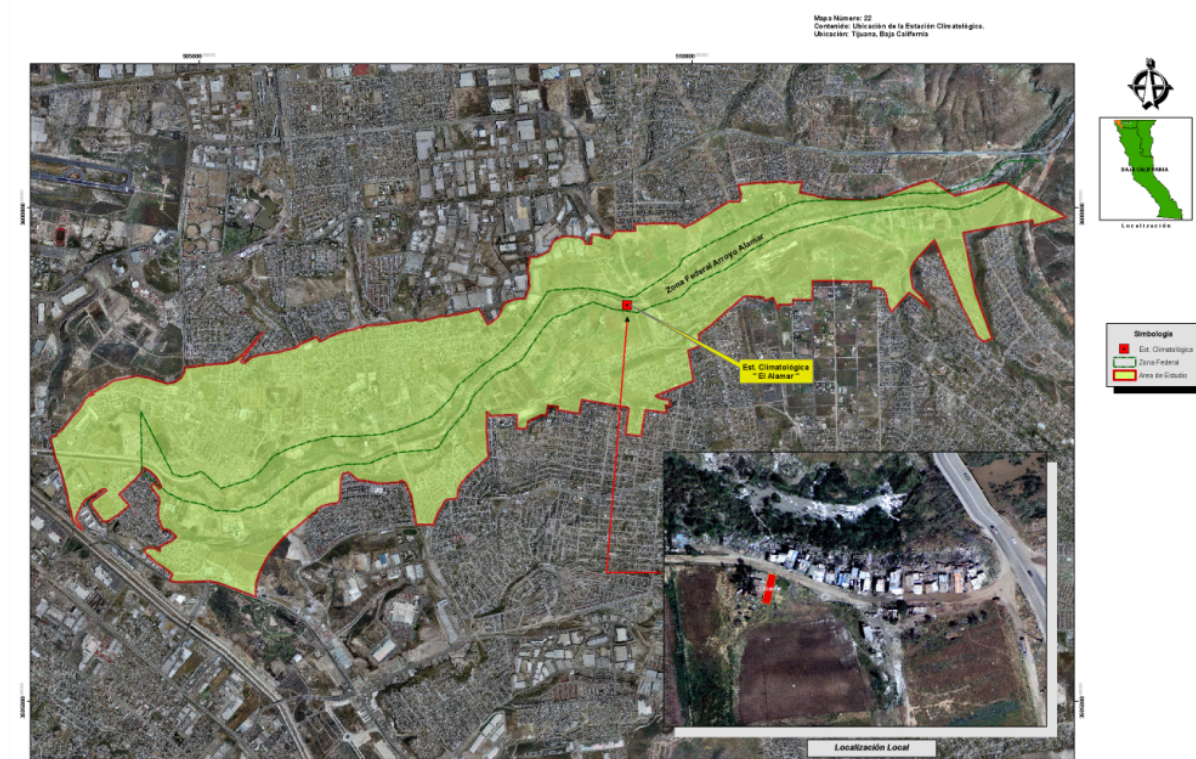 Mapa Número: 22
Contenido: Ubicación de la Estación Climatológica.
Ubicación: Tijuana, Baja California
BAJA CALIFORNIA
Localización
Zona Federal Arroyo Alamar
Est. Climatológica
" El Alamar "
Simbología
Est. Climatológica
Zona Federal
Area de Estudio
Localización Local